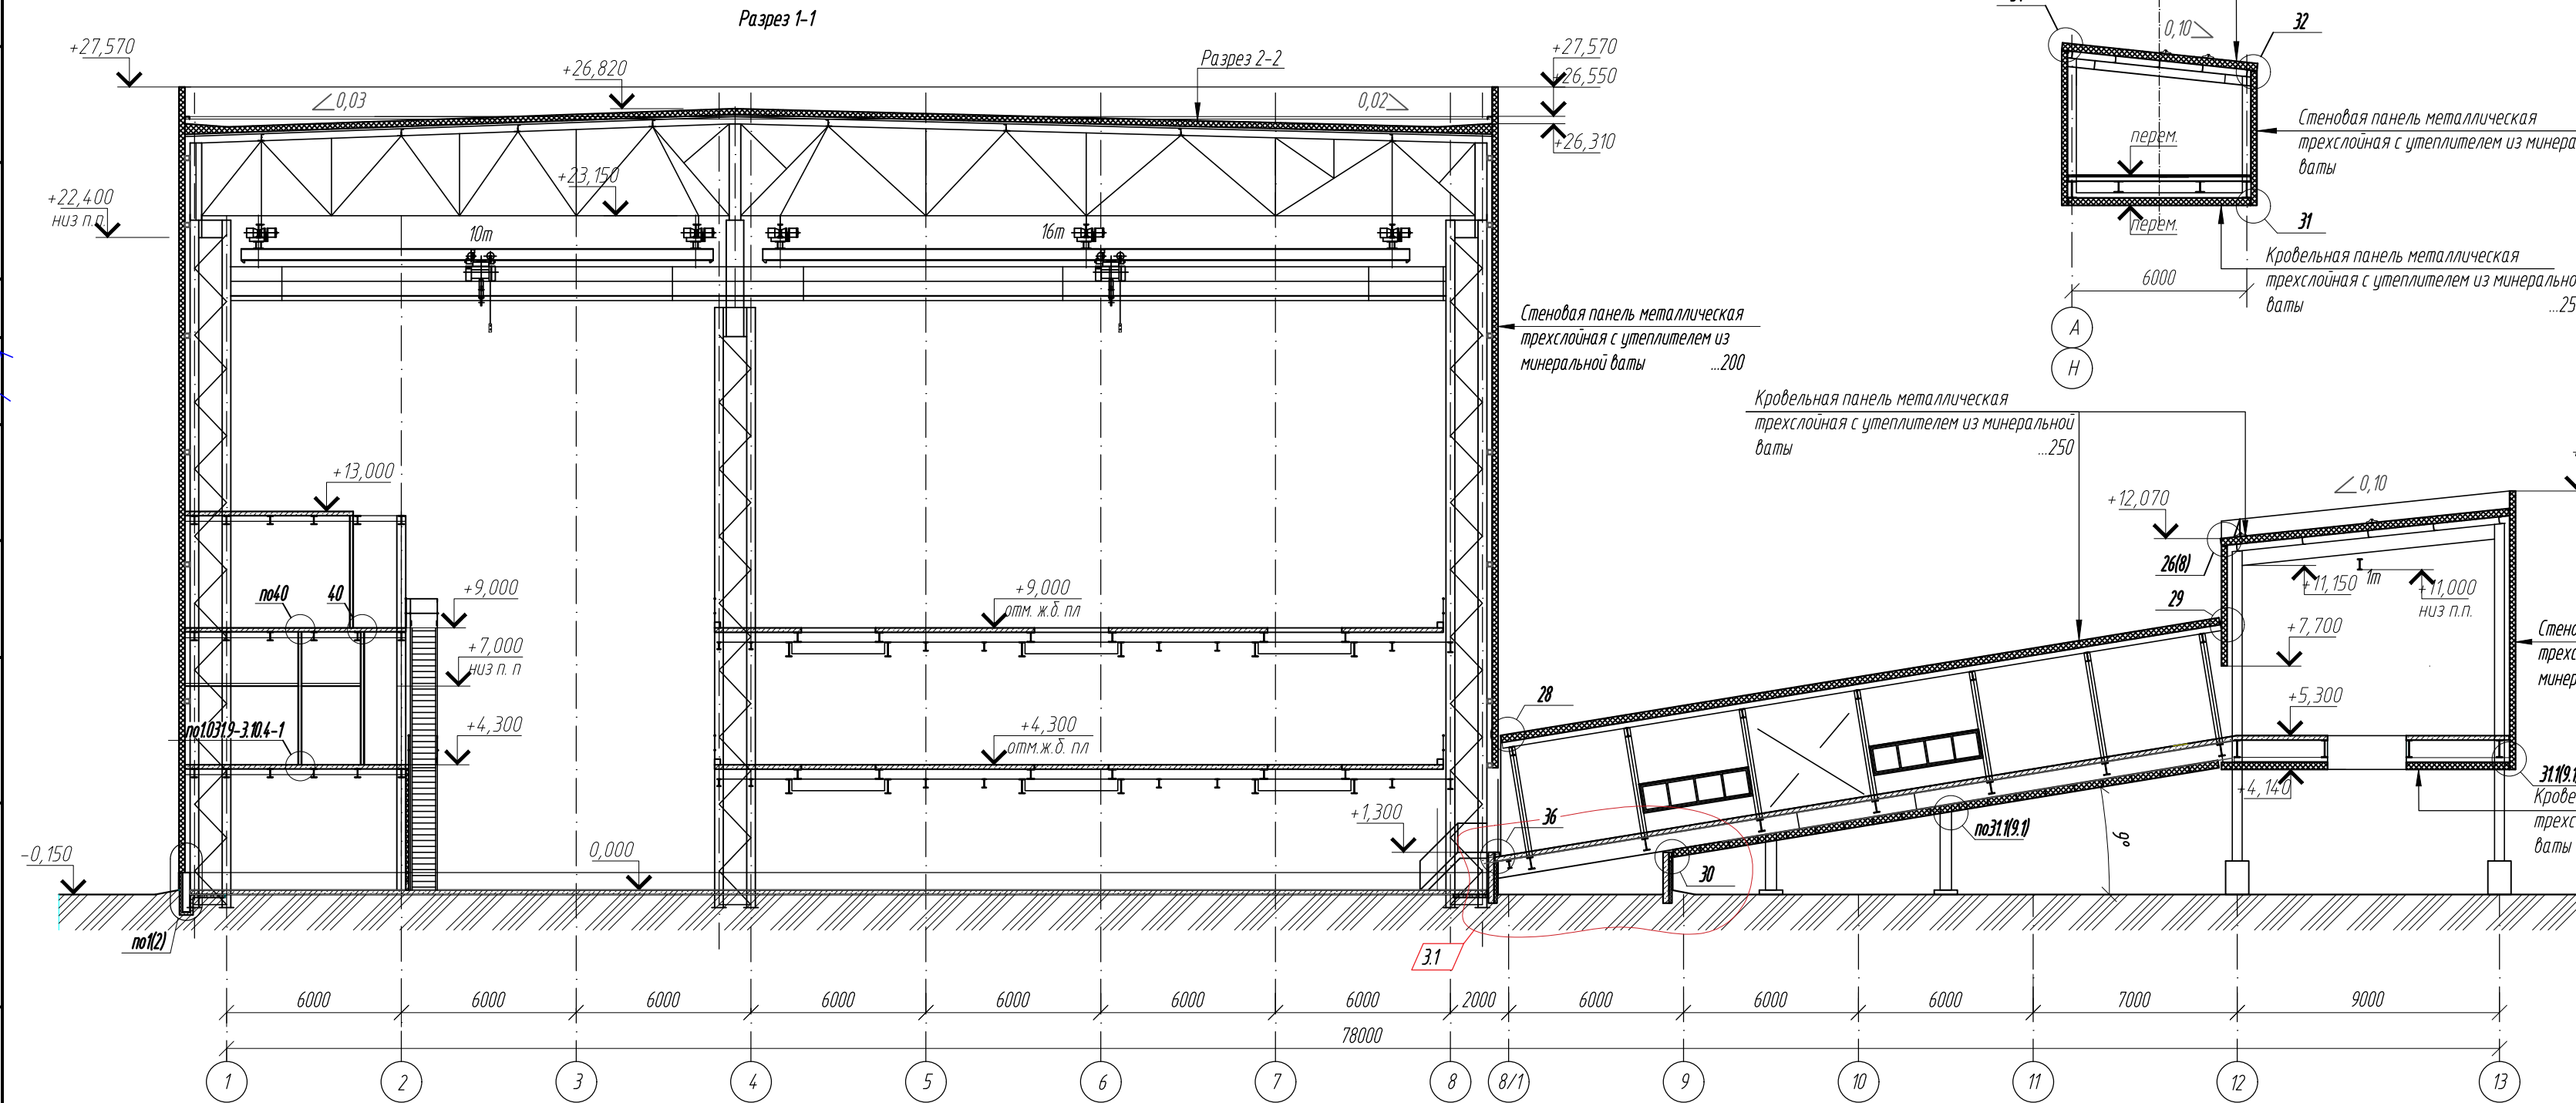 Разрез 1-1
+27,570
+26,820
Разрез 2-2
+27,570
+26,550
0,03
0,02
+26,310
+22,400
низ п.п.
+23,150
10т
16т
Стеновая панель металлическая
трехслойная с утеплителем из
минеральной ваты ...200
+13,000
по40
40
+9,000
+9,000
отм. ж.б. пл
+7,000
низ п. п
по1.031.9-3.10.4-1
+4,300
+4,300
отм.ж.б. пл
-0,150
0,000
+1,300
по1(2)
3.1
0,10
32
Стеновая панель металлическая
трехслойная с утеплителем из
ваты
перем.
перем.
31
Кровельная панель металлическая
трехслойная с утеплителем из
ваты
6000
А
Н
Кровельная панель металлическая
трехслойная с утеплителем из минеральной
ваты ...250
0,10
+12,070
26(8)
+11,150
1т
+11,000
низ п.п.
29
+7,700
28
+5,300
+4,140
36
30
по31.1(9.1)
ваты
6000
6000
6000
6000
6000
6000
6000
2000
6000
6000
6000
7000
9000
78000
1
2
3
4
5
6
7
8
8/1
9
10
11
12
13